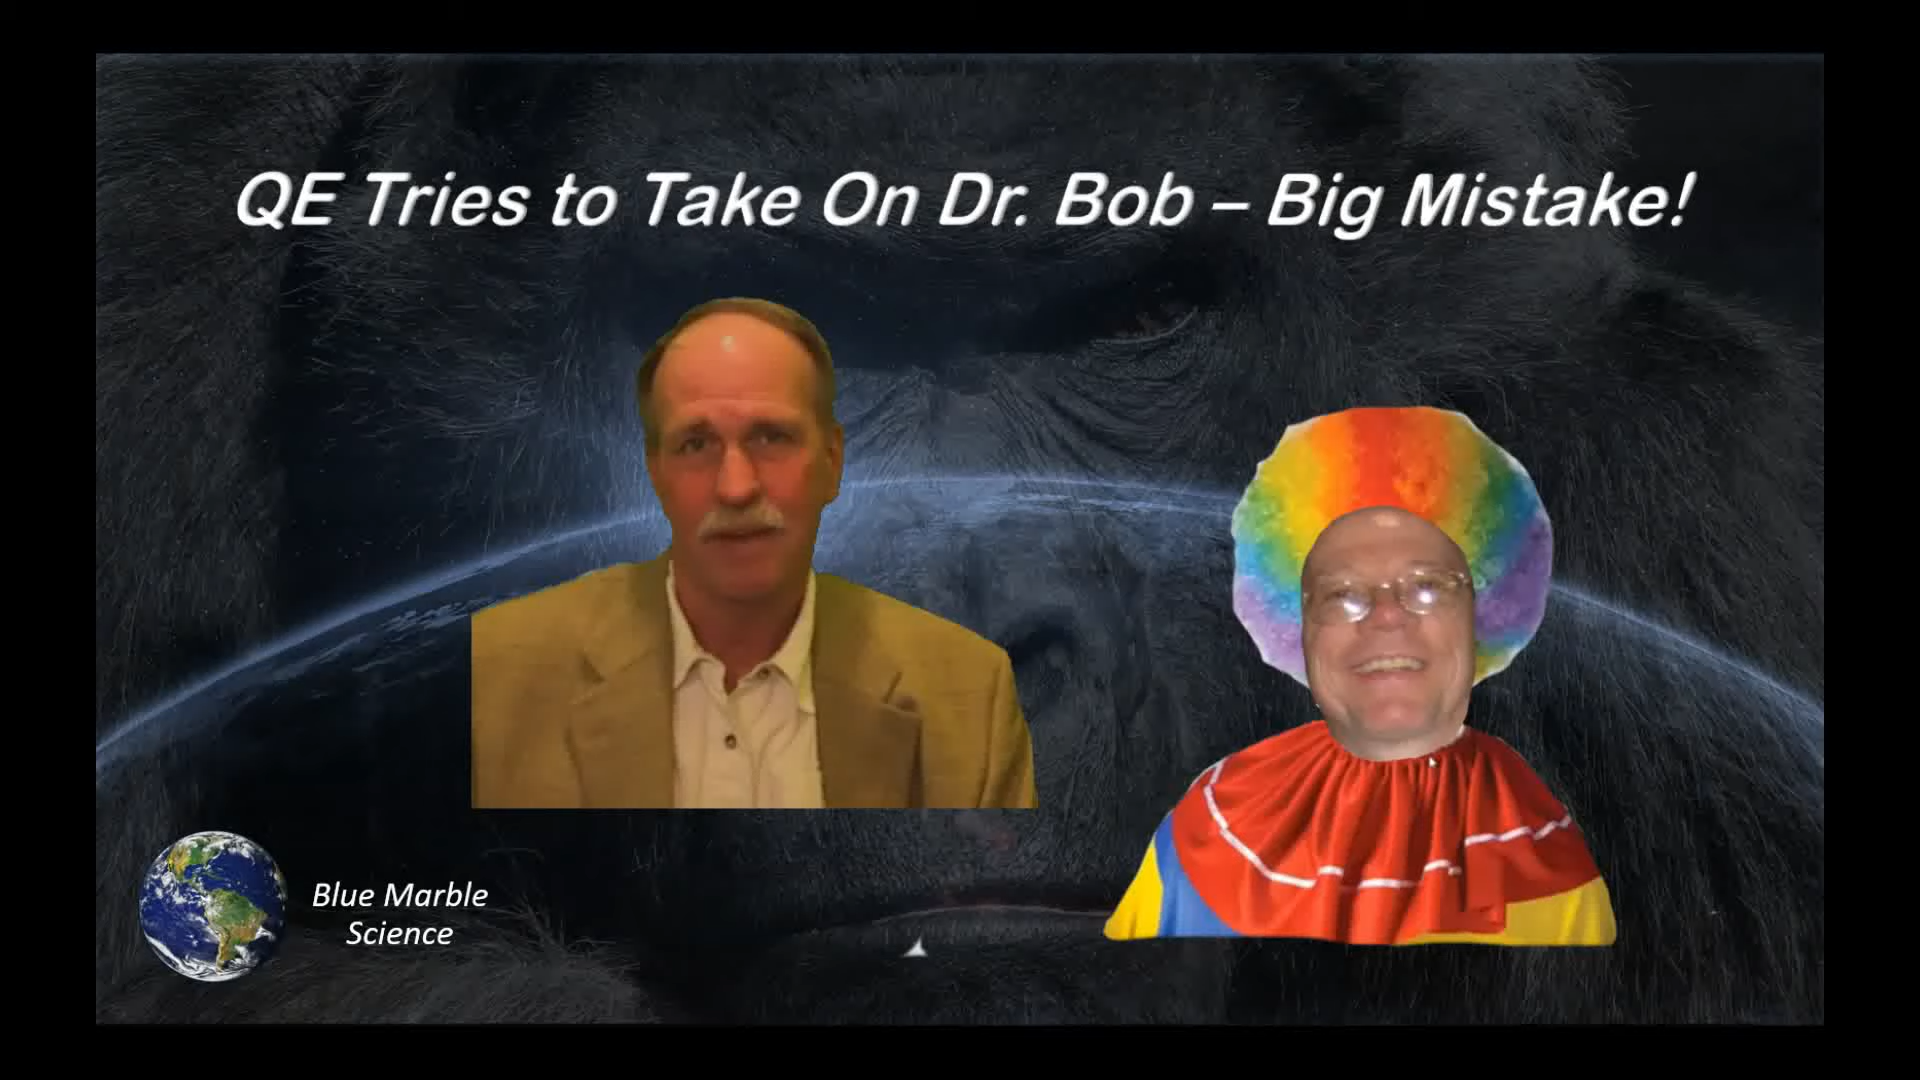 QE Tries to Take On Dr. Bob – Big Mistake!
Blue Marble
Science